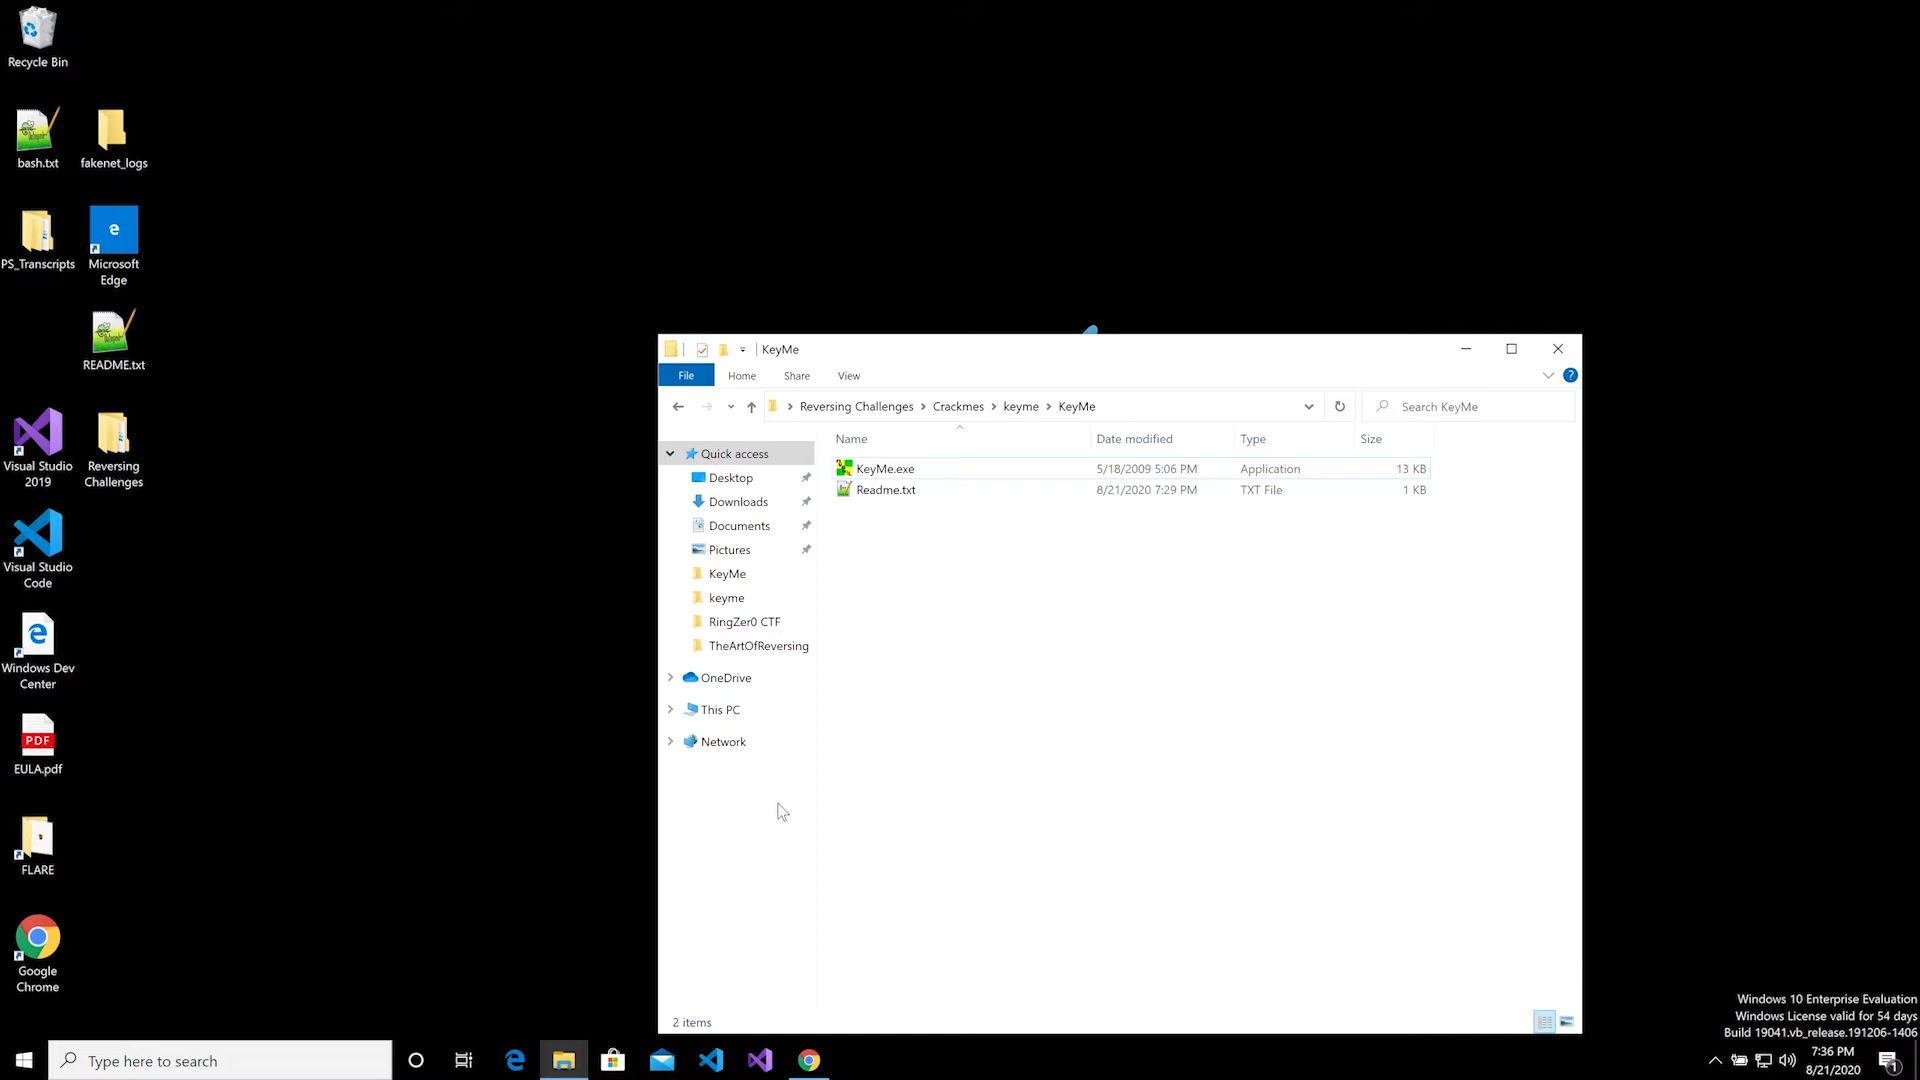 Recycle Bin
bash.txt
fakenet_logs
PS_Transcripts
Microsoft
Edge
README.txt
Visual Studio
2019
Reversing
Challenges
Visual Studio
Code
Windows Dev
Center
PDF
EULA.pdf
FLARE
Google
Chrome
KeyMe
File Home Share View
Reversing Challenges > Crackmes > keyme > KeyMe
Search KeyMe
Name Date modified Type Size
KeyMe.exe 5/18/2009 5:06 PM Application 13 KB
Readme.txt 8/21/2020 7:29 PM TXT File 1 KB
Quick access
Desktop
Downloads
Documents
Pictures
KeyMe
keyme
RingZer0 CTF
TheArtOfReversing
OneDrive
This PC
Network
2 items
Windows 10 Enterprise Evaluation
Windows License valid for 54 days
Build 19041.vb_release.191206-1406
Type here to search
7:36 PM
8/21/2020
1